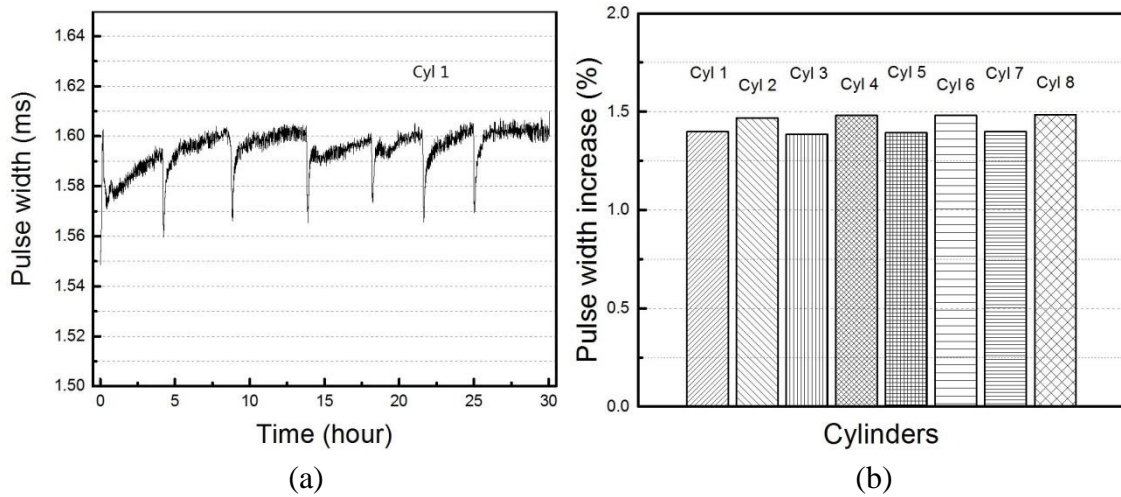 1.64
1.62
1.60
1.58
1.56
1.54
1.52
1.50
Pulse width (ms)
Cyl 1
0 5 10 15 20 25 30
Time (hour)
(a)
2.0
1.5
1.0
0.5
0.0
Pulse width increase (%)
Cyl 1 Cyl 2 Cyl 3 Cyl 4 Cyl 5 Cyl 6 Cyl 7 Cyl 8
Cylinders
(b)